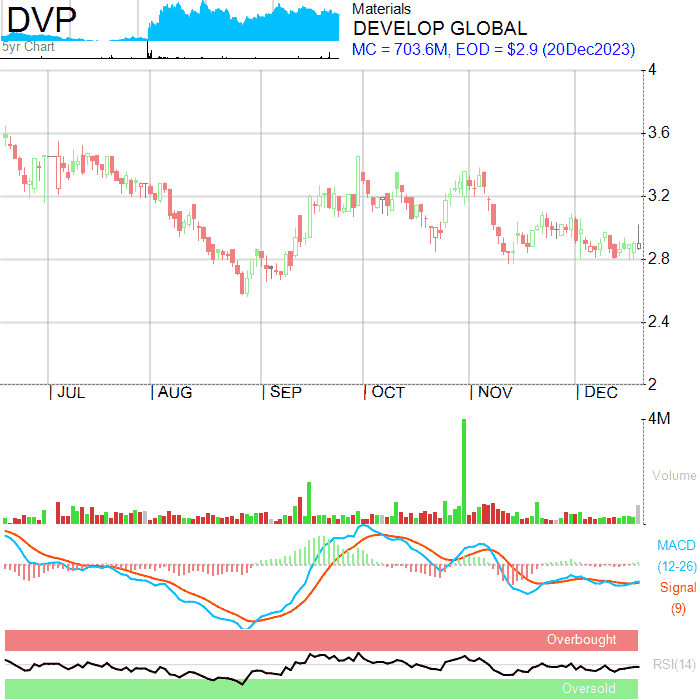 DVP
5yr Chart
Materials
DEVELOP GLOBAL
MC = 703.6M, EOD = $2.9 (20Dec2023)
4
3.6
3.2
2.8
2.4
2
JUL AUG SEP OCT NOV DEC
4M
Volume
MACD
(12-26)
Signal
(9)
Overbought
RSI(14)
Oversold